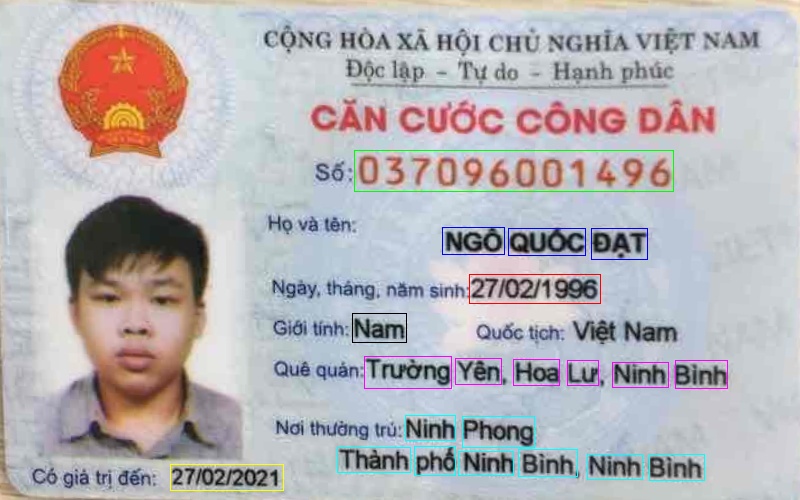 CỘNG HÒA XÃ HỘI CHỦ NGHĨA VIỆT NAM
Độc lập – Tự do – Hạnh phúc
CĂN CƯỚC CÔNG DÂN
Số: 037096001496
Họ và tên:
NGÔ QUỐC ĐẠT
Ngày, tháng, năm sinh: 27/02/1996
Giới tính: Nam Quốc tịch: Việt Nam
Quê quán: Trường Yên, Hoa Lư, Ninh Bình
Nơi thường trú: Ninh Phong
Thành phố Ninh Bình, Ninh Bình
Có giá trị đến: 27/02/2021